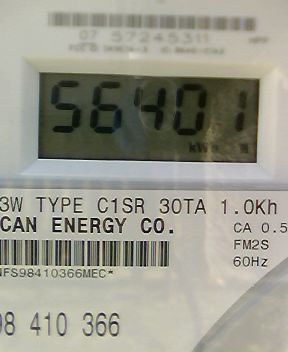 07 57245311
56401
kWh
3W TYPE C1SR 30TA 1.0Kh
CAN ENERGY CO.
CA 0.5
FM2S
60Hz
NFS98410366MEC*
98 410 366